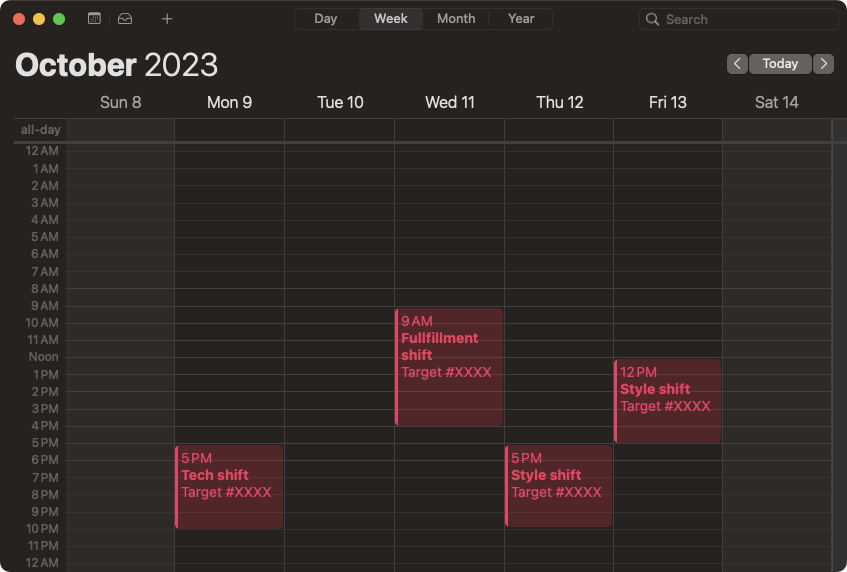 Day Week Month Year Search
October 2023 Today
Sun 8 Mon 9 Tue 10 Wed 11 Thu 12 Fri 13 Sat 14
all-day
12 AM
1 AM
2 AM
3 AM
4 AM
5 AM
6 AM
7 AM
8 AM
9 AM
10 AM
11 AM
Noon
1 PM
2 PM
3 PM
4 PM
5 PM
6 PM
7 PM
8 PM
9 PM
10 PM
11 PM
12 AM
5 PM
Tech shift
Target #XXXX
9 AM
Fullfillment
shift
Target #XXXX
5 PM
Style shift
Target #XXXX
12 PM
Style shift
Target #XXXX